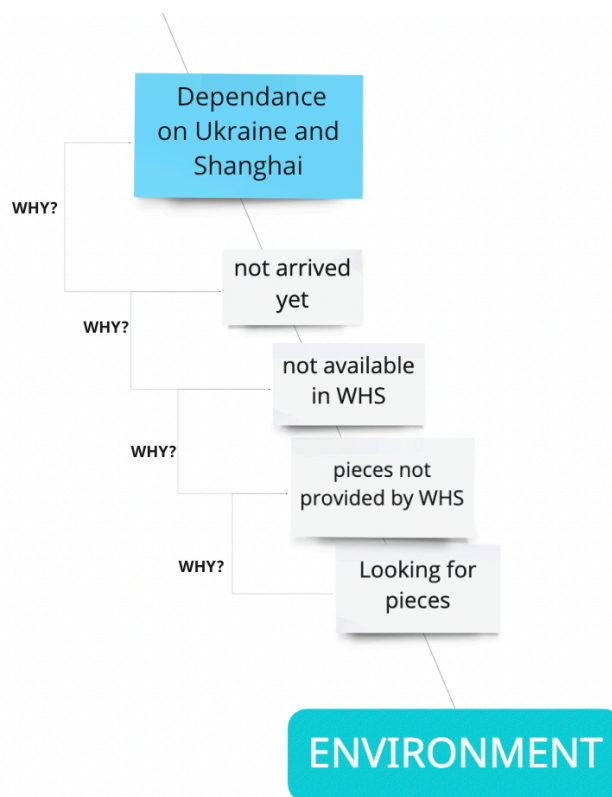 Dependance
on Ukraine and
Shanghai
WHY?
not arrived
yet
WHY?
not available
in WHS
WHY?
pieces not
provided by WHS
WHY?
Looking for
pieces
ENVIRONMENT